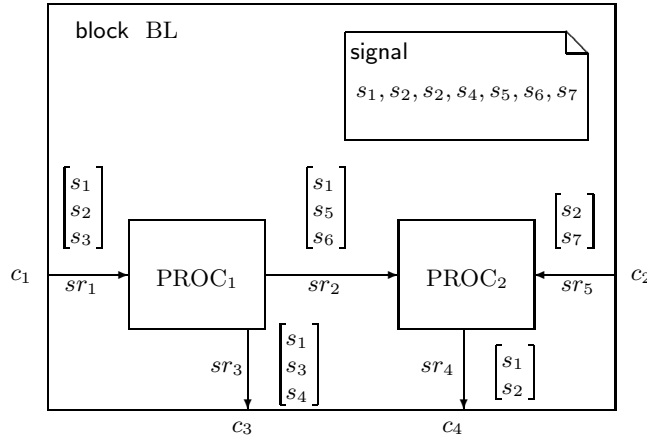 block BL
signal
s₁, s₂, s₂, s₄, s₅, s₆, s₇
s₁
s₂
s₃
s₁
s₅
s₆
s₂
s₇
c₁
sr₁
PROC₁
sr₂
PROC₂
sr₅
c₂
sr₃
s₁
s₃
s₄
sr₄
s₁
s₂
c₃
c₄